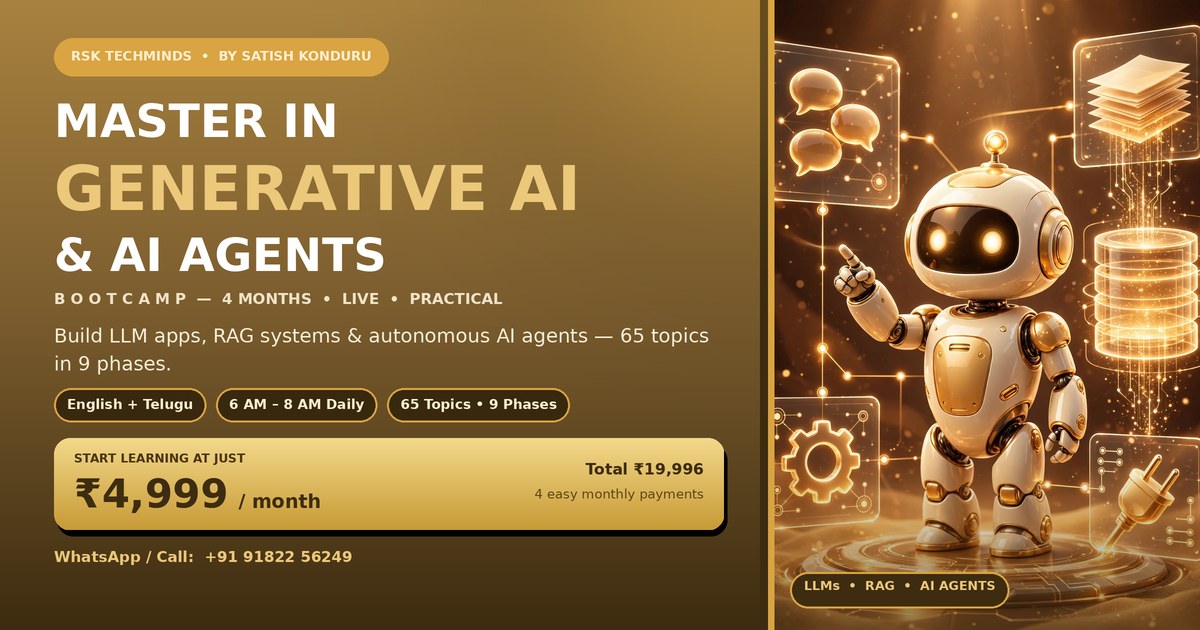 RSK TECHMINDS • BY SATISH KONDURU
MASTER IN
GENERATIVE AI
& AI AGENTS
BOOTCAMP — 4 MONTHS • LIVE • PRACTICAL
Build LLM apps, RAG systems & autonomous AI agents — 65 topics
in 9 phases.
English + Telugu
6 AM – 8 AM Daily
65 Topics • 9 Phases
START LEARNING AT JUST
₹4,999 / month
Total ₹19,996
4 easy monthly payments
WhatsApp / Call: +91 91822 56249
LLMs • RAG • AI AGENTS